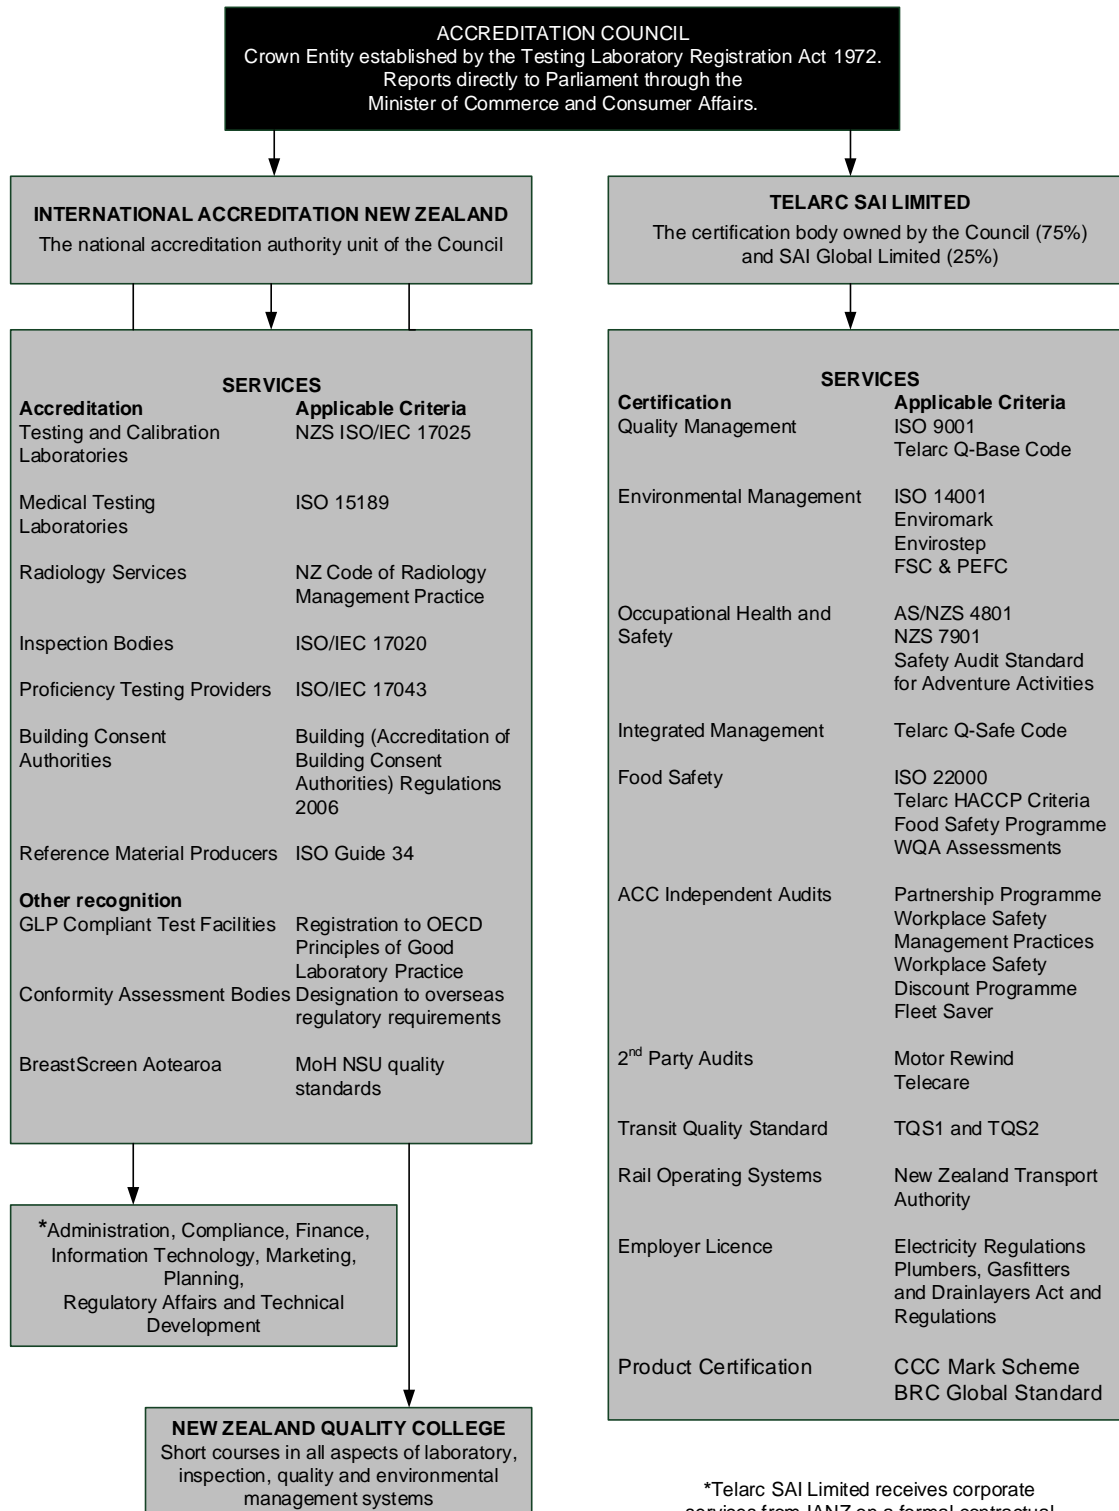 ACCREDITATION COUNCIL
Crown Entity established by the Testing Laboratory Registration Act 1972.
Reports directly to Parliament through the
Minister of Commerce and Consumer Affairs.
INTERNATIONAL ACCREDITATION NEW ZEALAND
The national accreditation authority unit of the Council
SERVICES
Accreditation Applicable Criteria
Testing and Calibration NZS ISO/IEC 17025
Laboratories
Medical Testing ISO 15189
Laboratories
Radiology Services NZ Code of Radiology
Management Practice
Inspection Bodies ISO/IEC 17020
Proficiency Testing Providers ISO/IEC 17043
Building Consent Building (Accreditation of
Authorities Building Consent
Authorities) Regulations
2006
Reference Material Producers ISO Guide 34
Other recognition
GLP Compliant Test Facilities Registration to OECD
Principles of Good
Laboratory Practice
Conformity Assessment Bodies Designation to overseas
regulatory requirements
BreastScreen Aotearoa MoH NSU quality
standards
*Administration, Compliance, Finance,
Information Technology, Marketing,
Planning,
Regulatory Affairs and Technical
Development
NEW ZEALAND QUALITY COLLEGE
Short courses in all aspects of laboratory,
inspection, quality and environmental
management systems
TELARC SAI LIMITED
The certification body owned by the Council (75%)
and SAI Global Limited (25%)
SERVICES
Certification Applicable Criteria
Quality Management ISO 9001
Telarc Q-Base Code
Environmental Management ISO 14001
Enviromark
Envirostep
FSC & PEFC
Occupational Health and AS/NZS 4801
Safety NZS 7901
Safety Audit Standard
for Adventure Activities
Integrated Management Telarc Q-Safe Code
Food Safety ISO 22000
Telarc HACCP Criteria
Food Safety Programme
WQA Assessments
ACC Independent Audits Partnership Programme
Workplace Safety
Management Practices
Workplace Safety
Discount Programme
Fleet Saver
2nd Party Audits Motor Rewind
Telecare
Transit Quality Standard TQS1 and TQS2
Rail Operating Systems New Zealand Transport
Authority
Employer Licence Electricity Regulations
Plumbers, Gasfitters
and Drainlayers Act and
Regulations
Product Certification CCC Mark Scheme
BRC Global Standard
*Telarc SAI Limited receives corporate
services from IANZ on a formal contractual